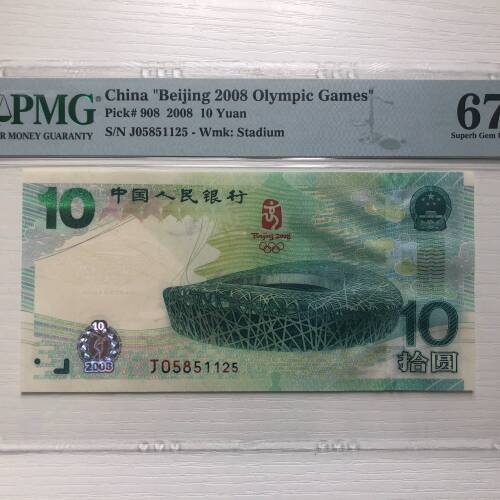 PMG
R MONEY GUARANTY
China "Beijing 2008 Olympic Games"
Pick# 908 2008 10 Yuan
S/N J05851125 - Wmk: Stadium
67
Superb Gem
10
中国人民银行
Beijing 2008
10
2008
J05851125
10
拾圆